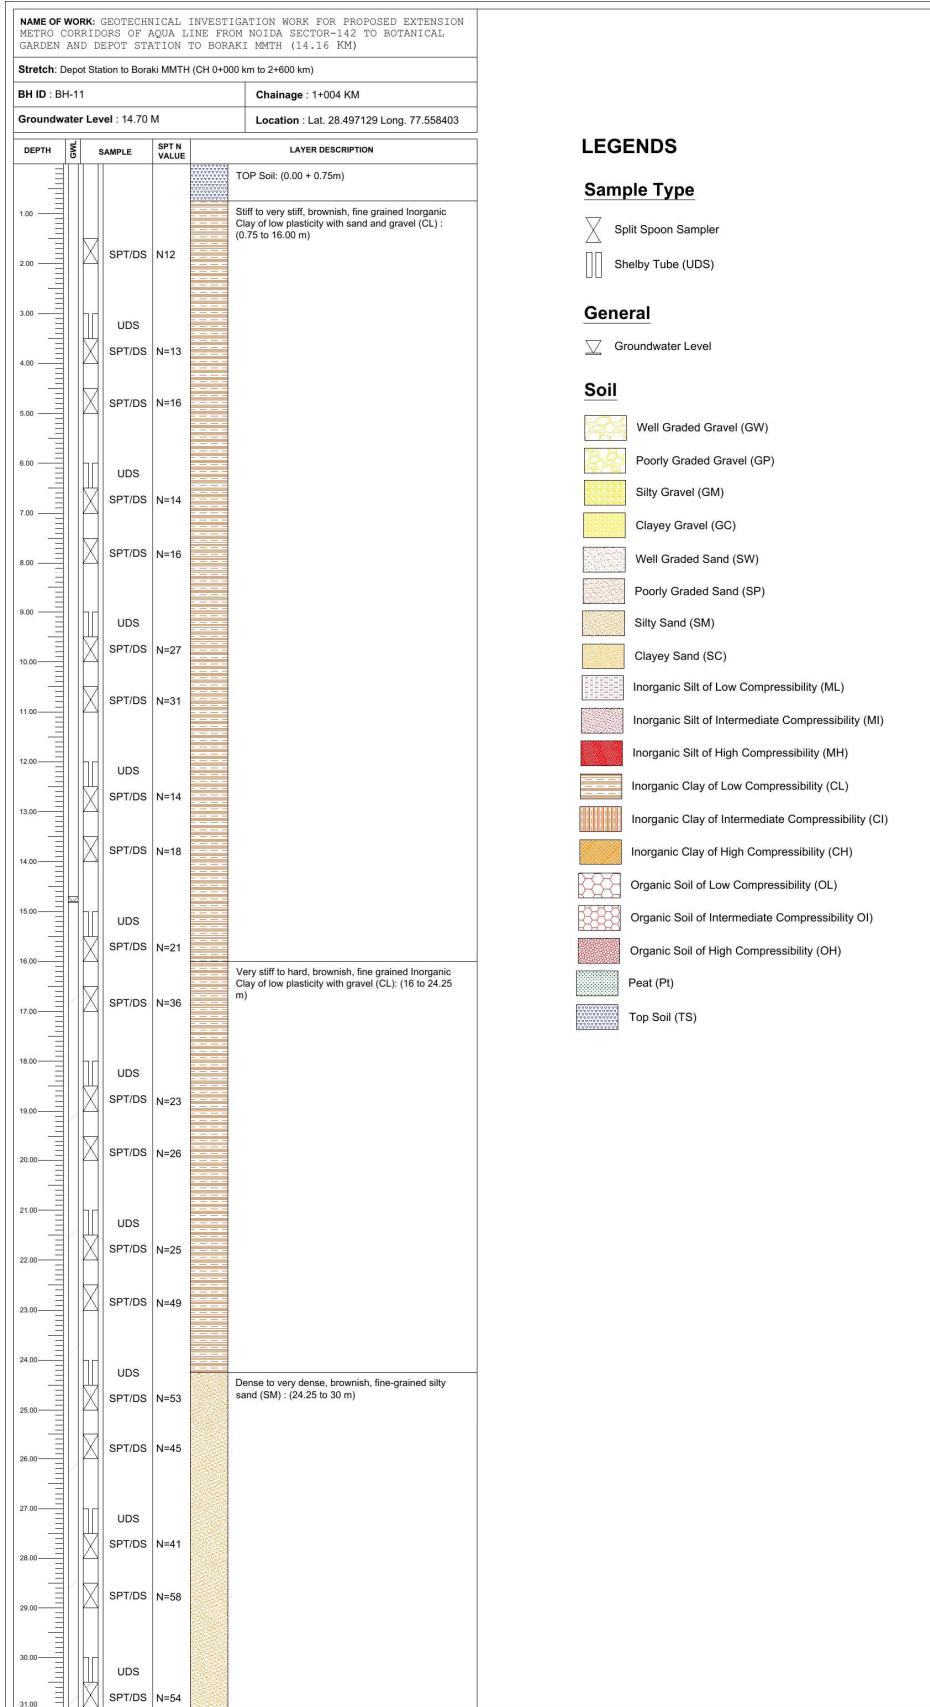 NAME OF WORK: GEOTECHNICAL INVESTIGATION WORK FOR PROPOSED EXTENSION
METRO CORRIDORS OF AQUA LINE FROM NOIDA SECTOR-142 TO BOTANICAL
GARDEN AND DEPOT STATION TO BORAKI MMTH (14.16 KM)
Stretch: Depot Station to Boraki MMTH (CH 0+000 km to 2+600 km)
BH ID : BH-11
Chainage : 1+004 KM
Groundwater Level : 14.70 M
Location : Lat. 28.497129 Long. 77.558403
DEPTH GWL SAMPLE SPT N VALUE LAYER DESCRIPTION
TOP Soil: (0.00 + 0.75m)
1.00
Stiff to very stiff, brownish, fine grained Inorganic
Clay of low plasticity with sand and gravel (CL) :
(0.75 to 16.00 m)
SPT/DS N12
2.00
3.00
UDS
SPT/DS N=13
4.00
SPT/DS N=16
5.00
6.00
UDS
SPT/DS N=14
7.00
SPT/DS N=16
8.00
9.00
UDS
SPT/DS N=27
10.00
SPT/DS N=31
11.00
12.00
UDS
SPT/DS N=14
13.00
SPT/DS N=18
14.00
15.00
UDS
SPT/DS N=21
16.00
Very stiff to hard, brownish, fine grained Inorganic
Clay of low plasticity with gravel (CL): (16 to 24.25
m)
SPT/DS N=36
17.00
18.00
UDS
SPT/DS N=23
19.00
SPT/DS N=26
20.00
21.00
UDS
SPT/DS N=25
22.00
SPT/DS N=49
23.00
24.00
UDS
Dense to very dense, brownish, fine-grained silty
sand (SM) : (24.25 to 30 m)
SPT/DS N=53
25.00
SPT/DS N=45
26.00
27.00
UDS
SPT/DS N=41
28.00
SPT/DS N=58
29.00
30.00
UDS
SPT/DS N=54
31.00
LEGENDS
Sample Type
Split Spoon Sampler
Shelby Tube (UDS)
General
Groundwater Level
Soil
Well Graded Gravel (GW)
Poorly Graded Gravel (GP)
Silty Gravel (GM)
Clayey Gravel (GC)
Well Graded Sand (SW)
Poorly Graded Sand (SP)
Silty Sand (SM)
Clayey Sand (SC)
Inorganic Silt of Low Compressibility (ML)
Inorganic Silt of Intermediate Compressibility (MI)
Inorganic Silt of High Compressibility (MH)
Inorganic Clay of Low Compressibility (CL)
Inorganic Clay of Intermediate Compressibility (CI)
Inorganic Clay of High Compressibility (CH)
Organic Soil of Low Compressibility (OL)
Organic Soil of Intermediate Compressibility OI)
Organic Soil of High Compressibility (OH)
Peat (Pt)
Top Soil (TS)